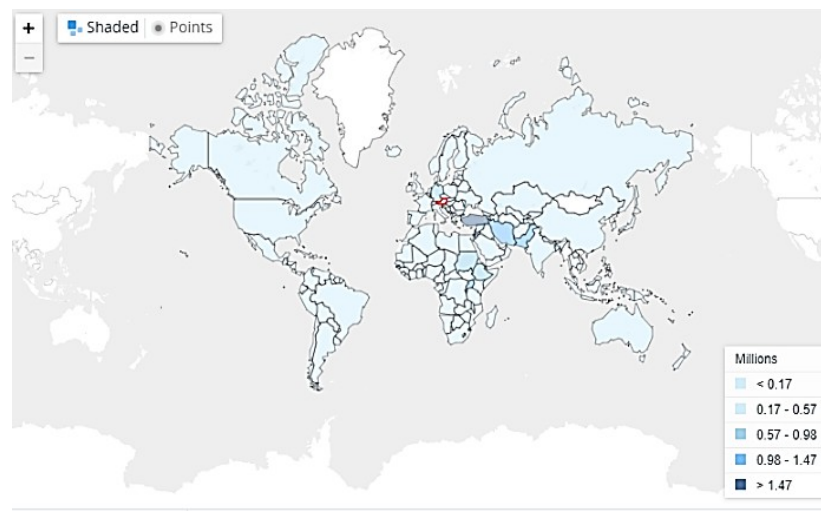 +
−
Shaded
Points
Millions
< 0.17
0.17 - 0.57
0.57 - 0.98
0.98 - 1.47
> 1.47